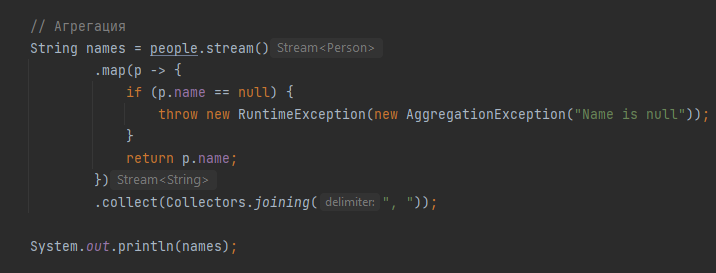 // Агрегация
String names = people.stream() Stream<Person>
.map(p -> {
if (p.name == null) {
throw new RuntimeException(new AggregationException("Name is null"));
}
return p.name;
}) Stream<String>
.collect(Collectors.joining( delimiter: ", "));
System.out.println(names);